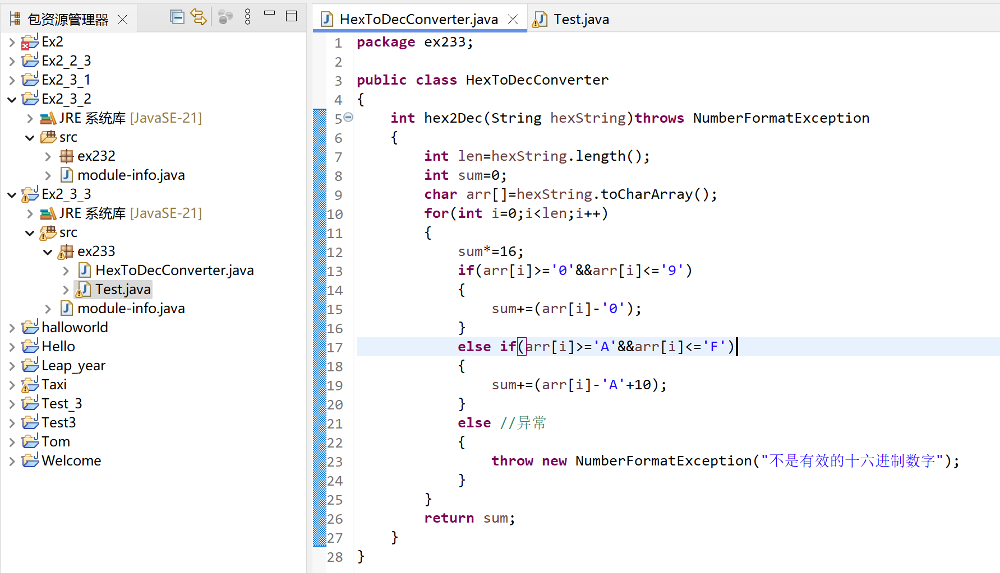 包资源管理器
Ex2
Ex2_2_3
Ex2_3_1
Ex2_3_2
JRE 系统库 [JavaSE-21]
src
ex232
module-info.java
Ex2_3_3
JRE 系统库 [JavaSE-21]
src
ex233
HexToDecConverter.java
Test.java
module-info.java
halloworld
Hello
Leap_year
Taxi
Test_3
Test3
Tom
Welcome
HexToDecConverter.java
Test.java
1 package ex233;
2
3 public class HexToDecConverter
4 {
5     int hex2Dec(String hexString)throws NumberFormatException
6     {
7         int len=hexString.length();
8         int sum=0;
9         char arr[]=hexString.toCharArray();
10         for(int i=0;i<len;i++)
11         {
12             sum*=16;
13             if(arr[i]>='0'&&arr[i]<='9')
14             {
15                 sum+=(arr[i]-'0');
16             }
17             else if(arr[i]>='A'&&arr[i]<='F')
18             {
19                 sum+=(arr[i]-'A'+10);
20             }
21             else //异常
22             {
23                 throw new NumberFormatException("不是有效的十六进制数字");
24             }
25         }
26         return sum;
27     }
28 }